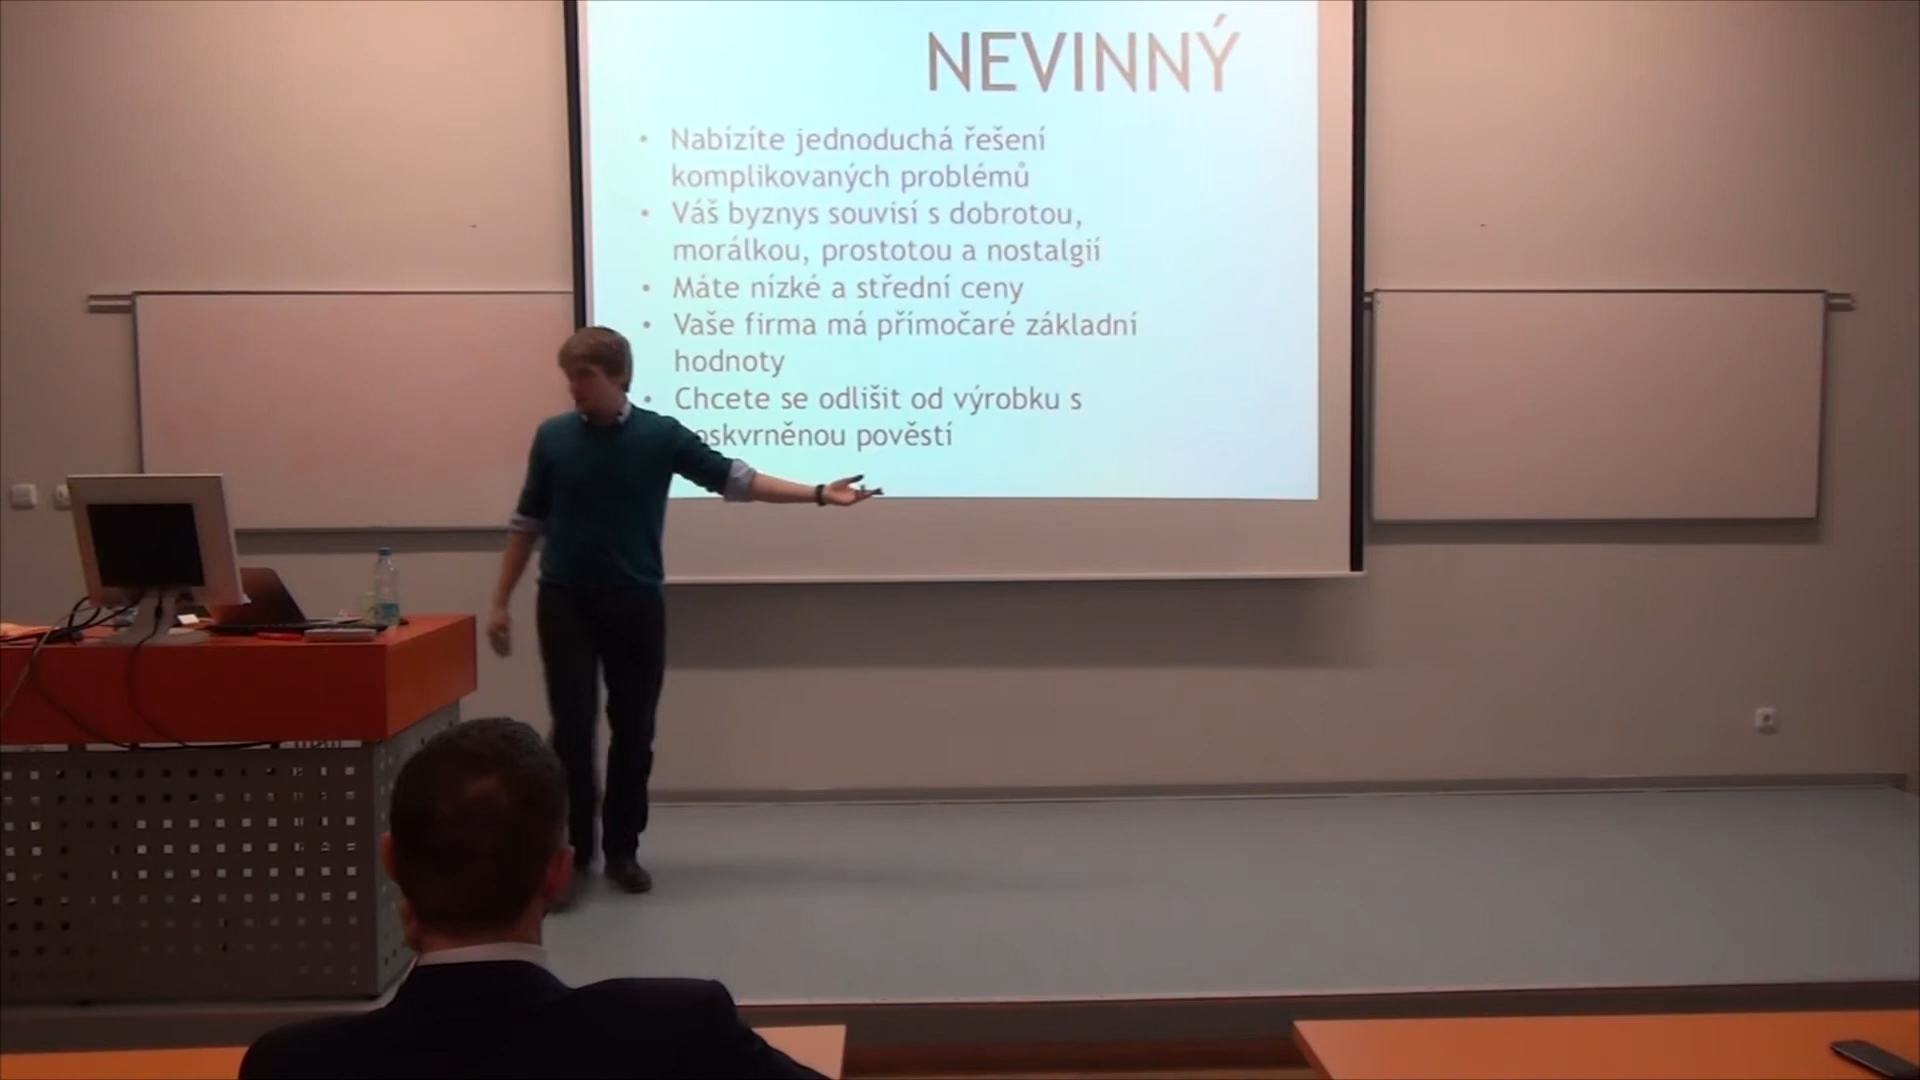 NEVINNÝ
• Nabízíte jednoduchá řešení
komplikovaných problémů
• Váš byznys souvisí s dobrotou,
morálkou, prostotou a nostalgií
• Máte nízké a střední ceny
• Vaše firma má přímočaré základní
hodnoty
• Chcete se odlišit od výrobku s
pověstí